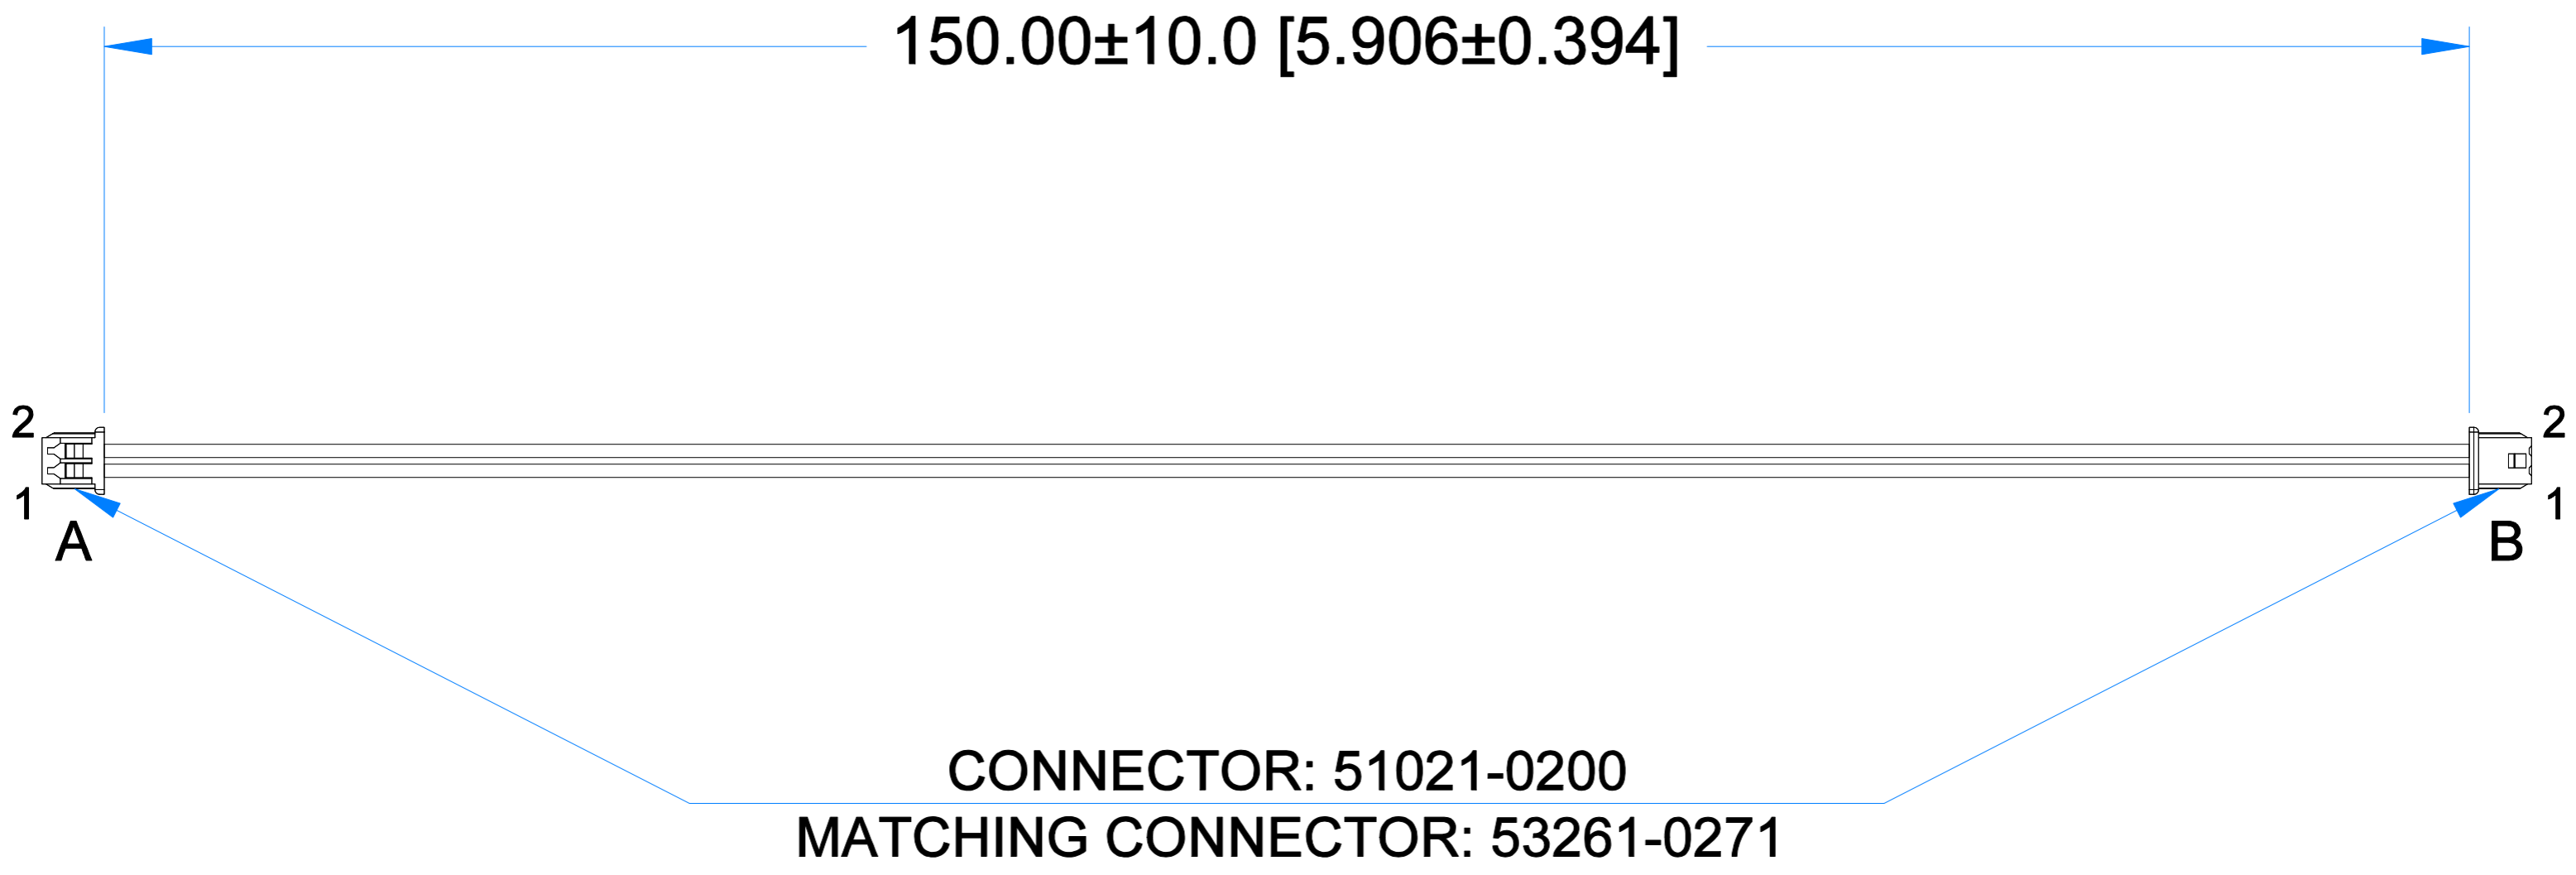 150.00±10.0 [5.906±0.394]
2
2
1
1
A
B
CONNECTOR: 51021-0200
MATCHING CONNECTOR: 53261-0271